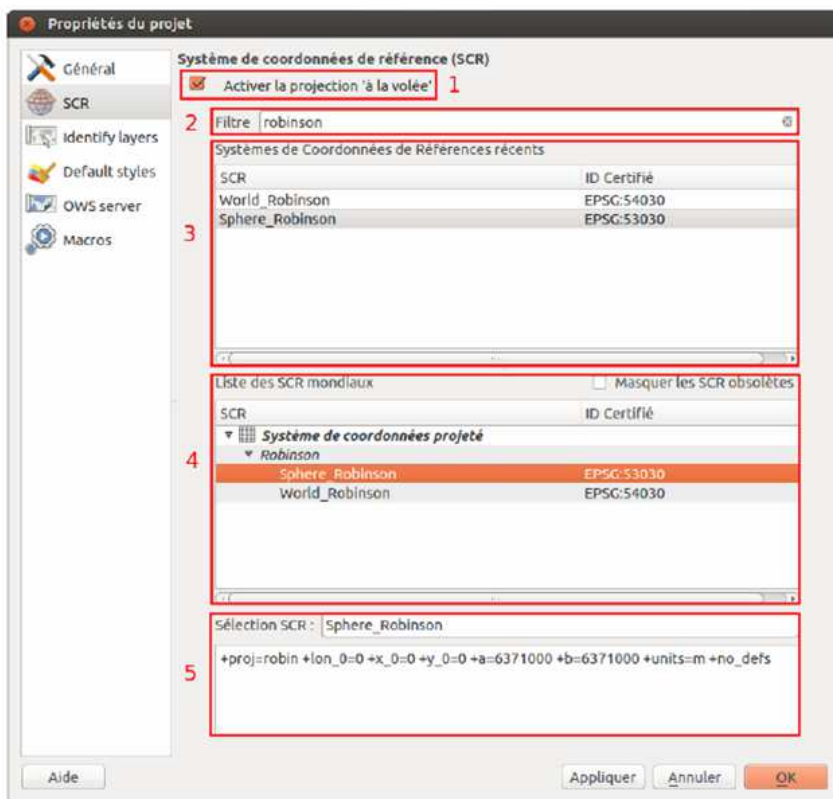 Propriétés du projet
Général
SCR
Identify layers
Default styles
OWS server
Macros
Système de coordonnées de référence (SCR)
Activer la projection 'à la volée'
1
2
Filtre robinson
3
Systèmes de Coordonnées de Références récents
SCR ID Certifié
World_Robinson EPSG:54030
Sphere_Robinson EPSG:53030
4
Liste des SCR mondiaux Masquer les SCR obsolètes
SCR ID Certifié
Système de coordonnées projeté
Robinson
Sphere_Robinson EPSG:53030
World_Robinson EPSG:54030
5
Sélection SCR : Sphere_Robinson
+proj=robin +lon_0=0 +x_0=0 +y_0=0 +a=6371000 +b=6371000 +units=m +no_defs
Aide Appliquer Annuler OK